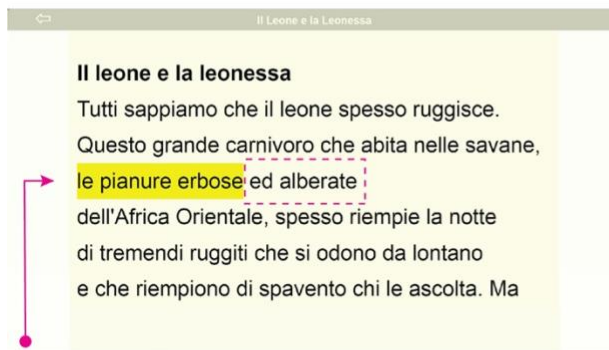 Il Leone e la Leonessa
Il leone e la leonessa
Tutti sappiamo che il leone spesso ruggisce.
Questo grande carnivoro che abita nelle savane,
le pianure erbose ed alberate
dell'Africa Orientale, spesso riempie la notte
di tremendi ruggiti che si odono da lontano
e che riempiono di spavento chi le ascolta. Ma